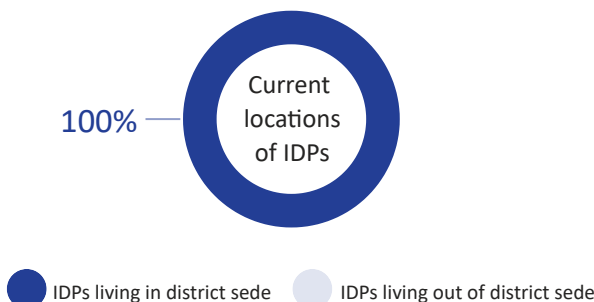 Current
locations
of IDPs
100%
IDPs living in district sede
IDPs living out of district sede